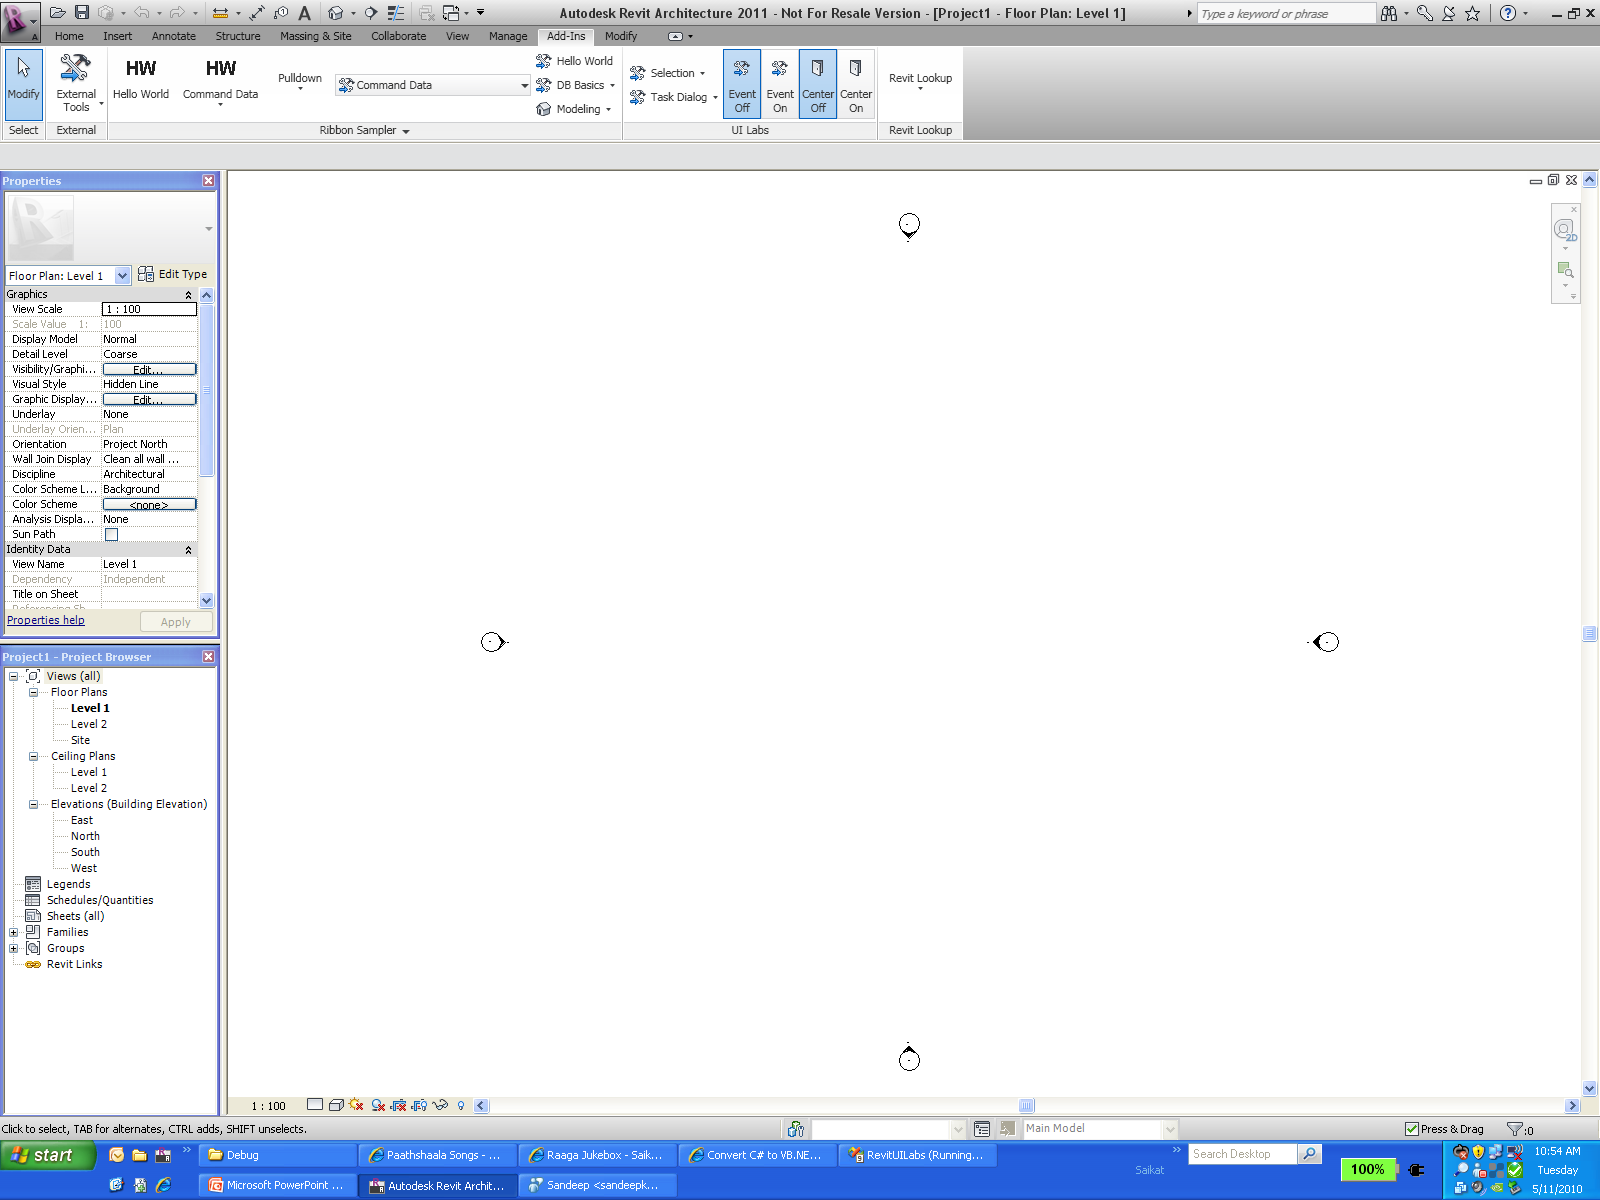 Autodesk Revit Architecture 2011 - Not For Resale Version - [Project1 - Floor Plan: Level 1]
Type a keyword or phrase
Home Insert Annotate Structure Massing & Site Collaborate View Manage Add-Ins Modify
Modify
External Tools
HW Hello World
HW Command Data
Pulldown
Command Data
Hello World
DB Basics
Modeling
Selection
Task Dialog
Event Off
Event On
Center Off
Center On
Revit Lookup
Select External Ribbon Sampler UI Labs Revit Lookup
Properties
Floor Plan: Level 1 Edit Type
Graphics
View Scale 1 : 100
Scale Value 1: 100
Display Model Normal
Detail Level Coarse
Visibility/Graphi... Edit...
Visual Style Hidden Line
Graphic Display... Edit...
Underlay None
Underlay Orien... Plan
Orientation Project North
Wall Join Display Clean all wall ...
Discipline Architectural
Color Scheme L... Background
Color Scheme <none>
Analysis Displa... None
Sun Path
Identity Data
View Name Level 1
Dependency Independent
Title on Sheet
Properties help Apply
2D
Project1 - Project Browser
Views (all)
Floor Plans
Level 1
Level 2
Site
Ceiling Plans
Level 1
Level 2
Elevations (Building Elevation)
East
North
South
West
Legends
Schedules/Quantities
Sheets (all)
Families
Groups
Revit Links
1 : 100
Click to select, TAB for alternates, CTRL adds, SHIFT unselects.
Main Model
Press & Drag
:0
start
Debug
Paathshaala Songs - ...
Raaga Jukebox - Saik...
Convert C# to VB.NE...
RevitUILabs (Running...
Saikat
Search Desktop
100%
10:54 AM
Tuesday
5/11/2010
Microsoft PowerPoint ...
Autodesk Revit Archit...
Sandeep <sandeepk...